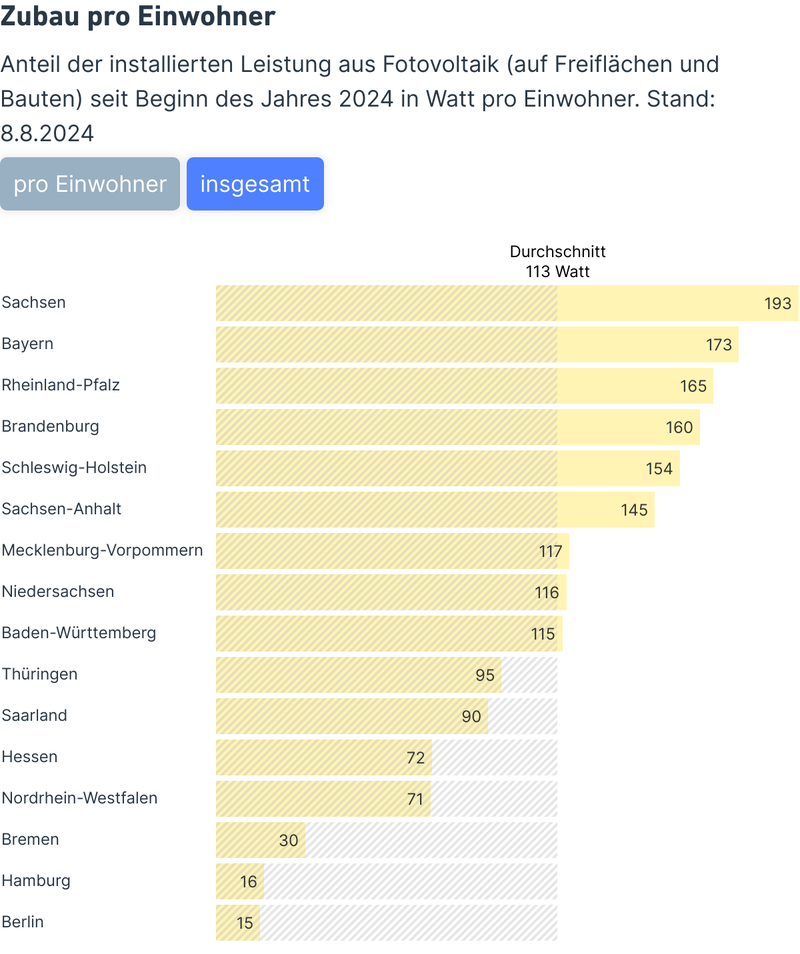 Zubau pro Einwohner
Anteil der installierten Leistung aus Fotovoltaik (auf Freiflächen und
Bauten) seit Beginn des Jahres 2024 in Watt pro Einwohner. Stand:
8.8.2024
pro Einwohner insgesamt
Durchschnitt
113 Watt
Sachsen 193
Bayern 173
Rheinland-Pfalz 165
Brandenburg 160
Schleswig-Holstein 154
Sachsen-Anhalt 145
Mecklenburg-Vorpommern 117
Niedersachsen 116
Baden-Württemberg 115
Thüringen 95
Saarland 90
Hessen 72
Nordrhein-Westfalen 71
Bremen 30
Hamburg 16
Berlin 15